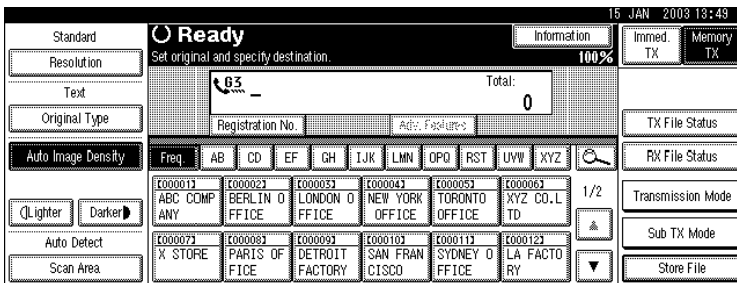 15 JAN 2003 13:49
Standard
Resolution
Text
Original Type
Auto Image Density
Lighter
Darker
Auto Detect
Scan Area
Ready
Information
Set original and specify destination.
100%
G3
Total:
0
Registration No.
Adv. Features
Freq.
AB
CD
EF
GH
IJK
LMN
OPQ
RST
UVW
XYZ
[00001]
ABC COMP
ANY
[00002]
BERLIN O
FFICE
[00003]
LONDON O
FFICE
[00004]
NEW YORK
OFFICE
[00005]
TORONTO
OFFICE
[00006]
XYZ CO.L
TD
[00007]
X STORE
[00008]
PARIS OF
FICE
[00009]
DETROIT
FACTORY
[00010]
SAN FRAN
CISCO
[00011]
SYDNEY O
FFICE
[00012]
LA FACTO
RY
1/2
Immed.
TX
Memory
TX
TX File Status
RX File Status
Transmission Mode
Sub TX Mode
Store File